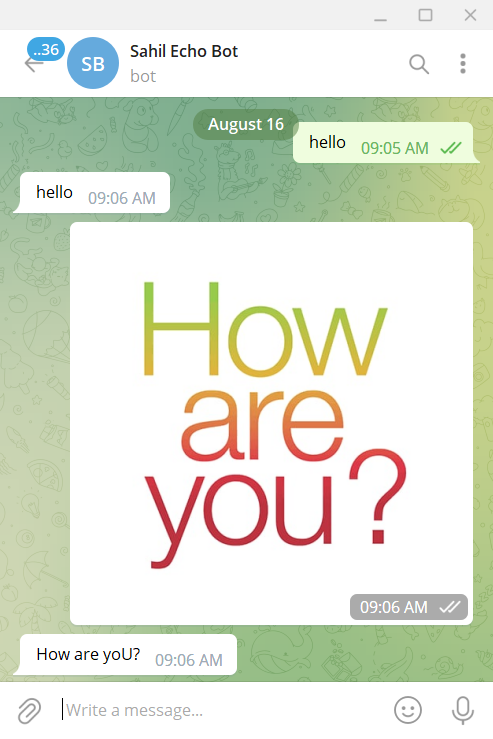 ..36
SB
Sahil Echo Bot
bot
August 16
hello 09:05 AM
hello 09:06 AM
How
are
you?
09:06 AM
How are yoU? 09:06 AM
Write a message...